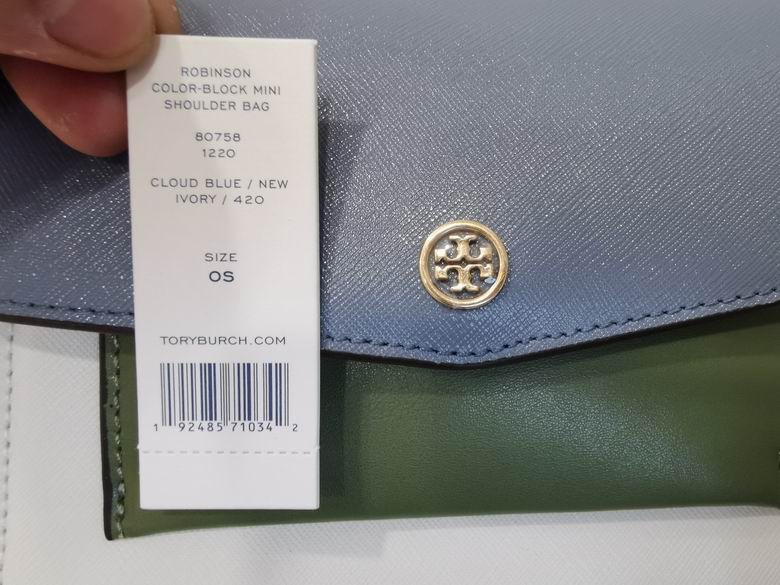 ROBINSON
COLOR-BLOCK MINI
SHOULDER BAG
80758
1220
CLOUD BLUE / NEW
IVORY / 420
SIZE
OS
TORYBURCH.COM
1 92485 71034 2